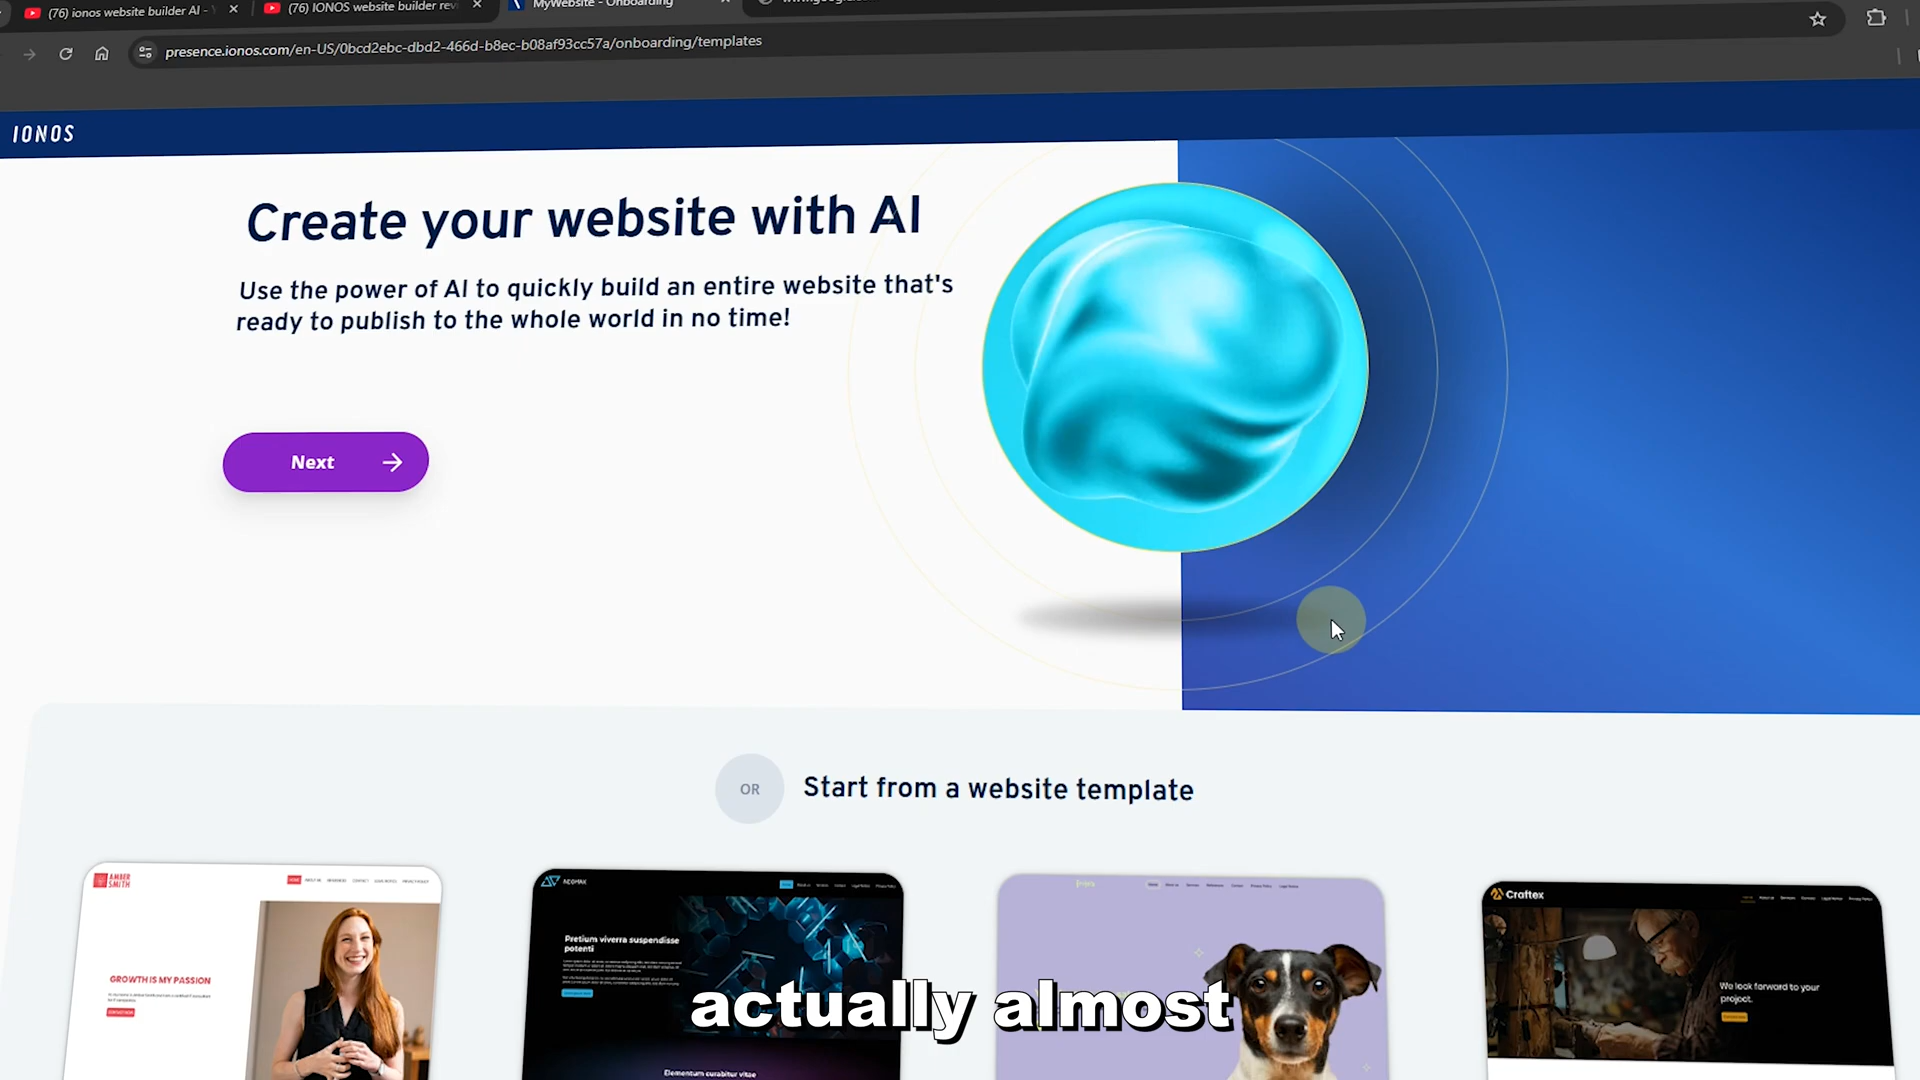 (76) ionos website builder AI -
(76) IONOS website builder revi
MyWebsite - Onboarding
presence.ionos.com/en-US/0bcd2ebc-dbd2-466d-b8ec-b08af93cc57a/onboarding/templates
IONOS
Create your website with AI
Use the power of AI to quickly build an entire website that's
ready to publish to the whole world in no time!
Next
OR
Start from a website template
AMBER
SMITH
GROWTH IS MY PASSION
NEOMAX
Pretium viverra suspendisse
potenti
Elementum curabitur vitae
Craftex
We look forward to your
project.
actually almost